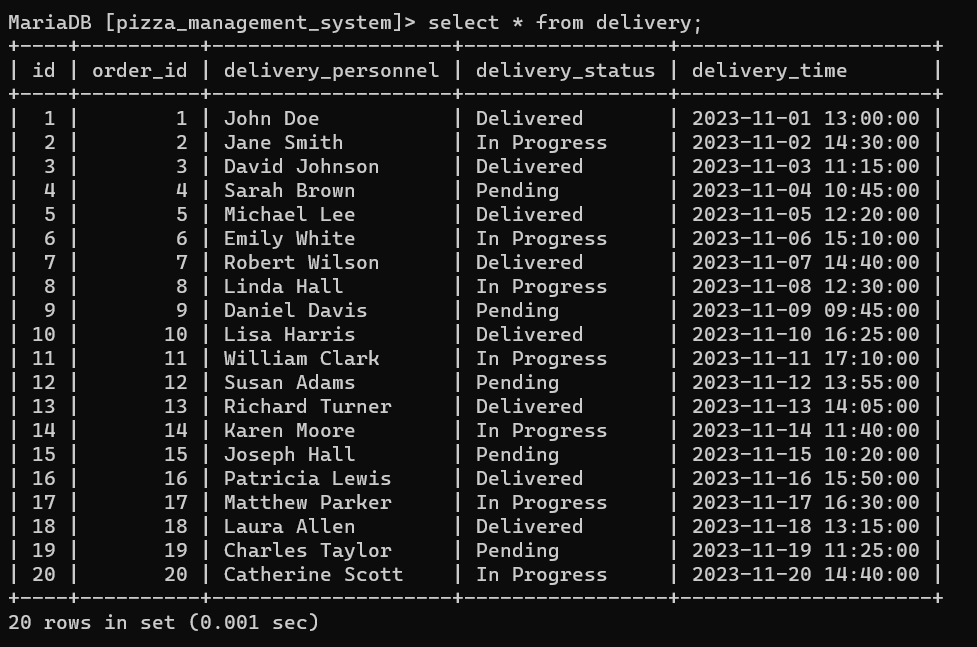 MariaDB [pizza_management_system]> select * from delivery;
+----+----------+--------------------+-----------------+---------------------+
| id | order_id | delivery_personnel | delivery_status | delivery_time       |
+----+----------+--------------------+-----------------+---------------------+
|  1 |        1 | John Doe           | Delivered       | 2023-11-01 13:00:00 |
|  2 |        2 | Jane Smith         | In Progress     | 2023-11-02 14:30:00 |
|  3 |        3 | David Johnson      | Delivered       | 2023-11-03 11:15:00 |
|  4 |        4 | Sarah Brown        | Pending         | 2023-11-04 10:45:00 |
|  5 |        5 | Michael Lee        | Delivered       | 2023-11-05 12:20:00 |
|  6 |        6 | Emily White        | In Progress     | 2023-11-06 15:10:00 |
|  7 |        7 | Robert Wilson      | Delivered       | 2023-11-07 14:40:00 |
|  8 |        8 | Linda Hall         | In Progress     | 2023-11-08 12:30:00 |
|  9 |        9 | Daniel Davis       | Pending         | 2023-11-09 09:45:00 |
| 10 |       10 | Lisa Harris        | Delivered       | 2023-11-10 16:25:00 |
| 11 |       11 | William Clark      | In Progress     | 2023-11-11 17:10:00 |
| 12 |       12 | Susan Adams        | Pending         | 2023-11-12 13:55:00 |
| 13 |       13 | Richard Turner     | Delivered       | 2023-11-13 14:05:00 |
| 14 |       14 | Karen Moore        | In Progress     | 2023-11-14 11:40:00 |
| 15 |       15 | Joseph Hall        | Pending         | 2023-11-15 10:20:00 |
| 16 |       16 | Patricia Lewis     | Delivered       | 2023-11-16 15:50:00 |
| 17 |       17 | Matthew Parker     | In Progress     | 2023-11-17 16:30:00 |
| 18 |       18 | Laura Allen        | Delivered       | 2023-11-18 13:15:00 |
| 19 |       19 | Charles Taylor     | Pending         | 2023-11-19 11:25:00 |
| 20 |       20 | Catherine Scott    | In Progress     | 2023-11-20 14:40:00 |
+----+----------+--------------------+-----------------+---------------------+
20 rows in set (0.001 sec)